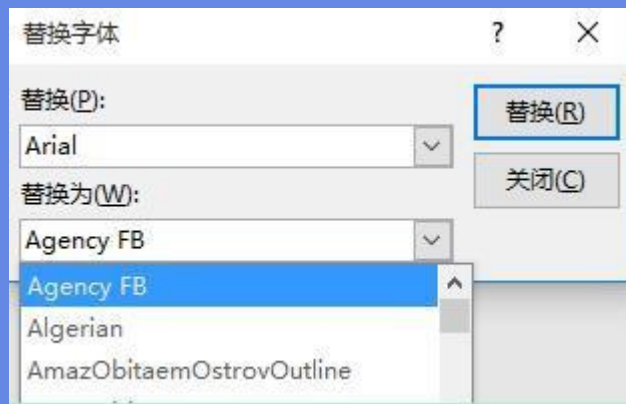 替换字体 ? ×
替换(P):
替换(R)
Arial
关闭(C)
替换为(W):
Agency FB
Agency FB
Algerian
AmazObitaemOstrovOutline